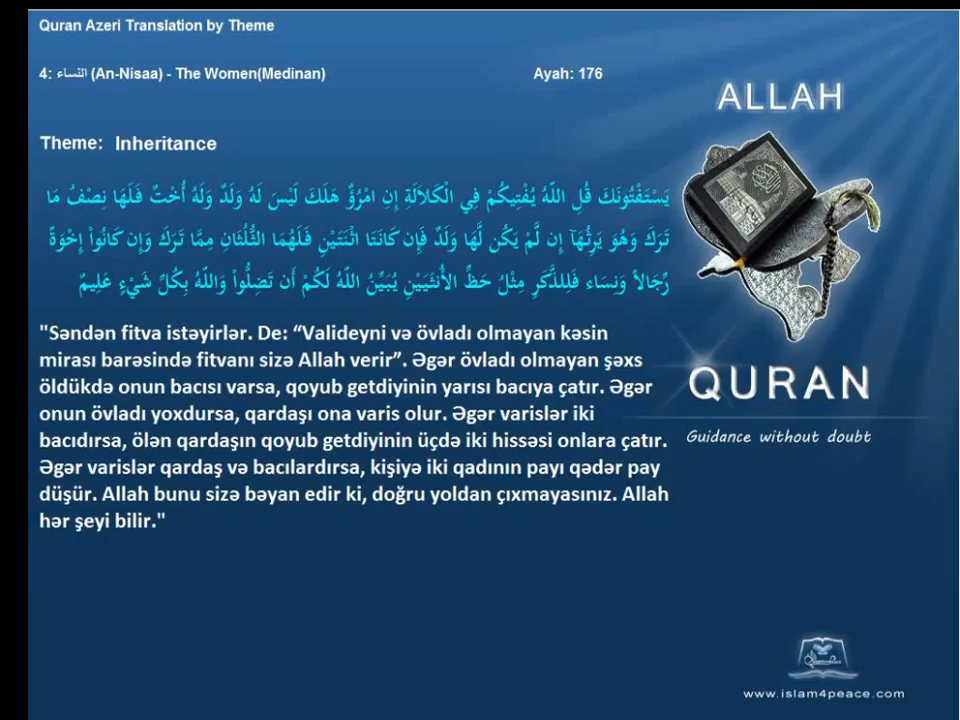 Quran Azeri Translation by Theme
4: النساء (An-Nisaa) - The Women(Medinan)
Ayah: 176
Theme: Inheritance
يَسْتَفْتُونَكَ قُلِ اللّهُ يُفْتِيكُمْ فِي الْكَلاَلَةِ إِنِ امْرُؤٌ هَلَكَ لَيْسَ لَهُ وَلَدٌ وَلَهُ أُخْتٌ فَلَهَا نِصْفُ مَا
تَرَكَ وَهُوَ يَرِثُهَآ إِن لَّمْ يَكُن لَّهَا وَلَدٌ فَإِن كَانَتَا اثْنَتَيْنِ فَلَهُمَا الثُّلُثَانِ مِمَّا تَرَكَ وَإِن كَانُواْ إِخْوَةً
رِّجَالاً وَنِسَاء فَلِلذَّكَرِ مِثْلُ حَظِّ الأُنثَيَيْنِ يُبَيِّنُ اللّهُ لَكُمْ أَن تَضِلُّواْ وَاللّهُ بِكُلِّ شَيْءٍ عَلِيمٌ
"Səndən fitva istəyirlər. De: “Valideyni və övladı olmayan kəsin
mirası barəsində fitvanı sizə Allah verir”. Əgər övladı olmayan şəxs
öldükdə onun bacısı varsa, qoyub getdiyinin yarısı bacıya çatır. Əgər
onun övladı yoxdursa, qardaşı ona varis olur. Əgər varislər iki
bacıdırsa, ölən qardaşın qoyub getdiyinin üçdə iki hissəsi onlara çatır.
Əgər varislər qardaş və bacılardırsa, kişiyə iki qadının payı qədər pay
düşür. Allah bunu sizə bəyan edir ki, doğru yoldan çıxmayasınız. Allah
hər şeyi bilir."
ALLAH
QURAN
Guidance without doubt
www.islam4peace.com